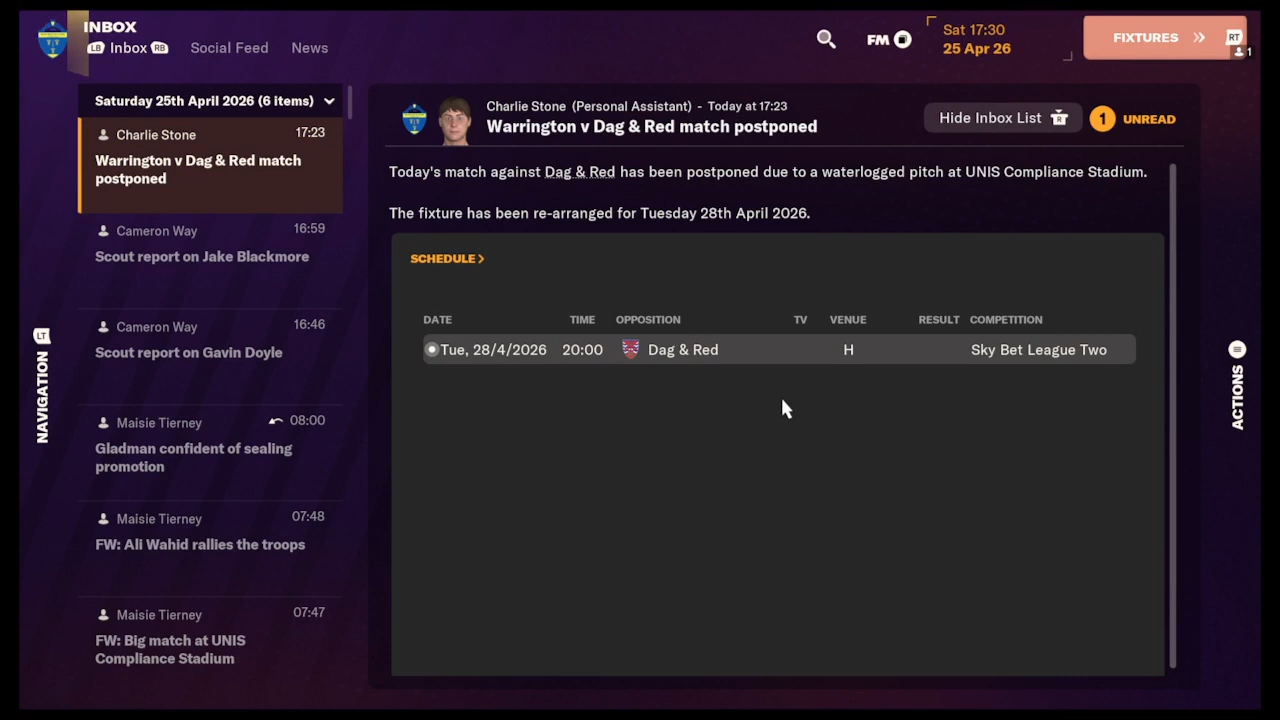 INBOX
LB Inbox RB Social Feed News
FM
Sat 17:30
25 Apr 26
FIXTURES
RT
1
Saturday 25th April 2026 (6 items)
Charlie Stone 17:23
Warrington v Dag & Red match
postponed
Cameron Way 16:59
Scout report on Jake Blackmore
Cameron Way 16:46
Scout report on Gavin Doyle
Maisie Tierney 08:00
Gladman confident of sealing
promotion
Maisie Tierney 07:48
FW: Ali Wahid rallies the troops
Maisie Tierney 07:47
FW: Big match at UNIS
Compliance Stadium
LT
NAVIGATION
Charlie Stone (Personal Assistant) - Today at 17:23
Warrington v Dag & Red match postponed
Hide Inbox List R
1 UNREAD
Today's match against Dag & Red has been postponed due to a waterlogged pitch at UNIS Compliance Stadium.
The fixture has been re-arranged for Tuesday 28th April 2026.
SCHEDULE >
DATE TIME OPPOSITION TV VENUE RESULT COMPETITION
Tue, 28/4/2026 20:00 Dag & Red H Sky Bet League Two
ACTIONS